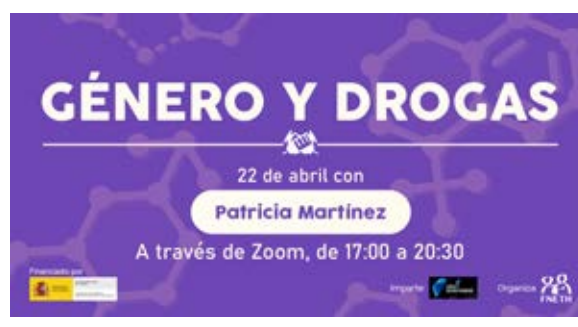 GÉNERO Y DROGAS
22 de abril con
Patricia Martínez
A través de Zoom, de 17:00 a 20:30
Financiado por
Imparte
Organiza
FNETH